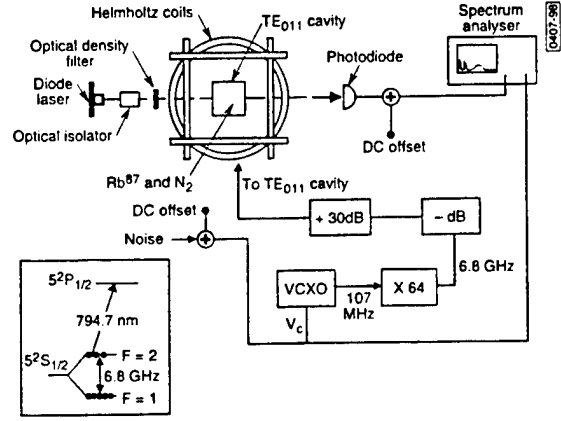 Helmholtz coils
TE011 cavity
Spectrum
analyser
0407-98
Optical density
filter
Photodiode
Diode
laser
Optical isolator
DC offset
Rb87 and N2
To TE011 cavity
DC offset
+ 30dB
- dB
Noise
6.8 GHz
5²P1/2
VCXO
107
MHz
X 64
794.7 nm
Vc
5²S1/2
F = 2
6.8 GHz
F = 1